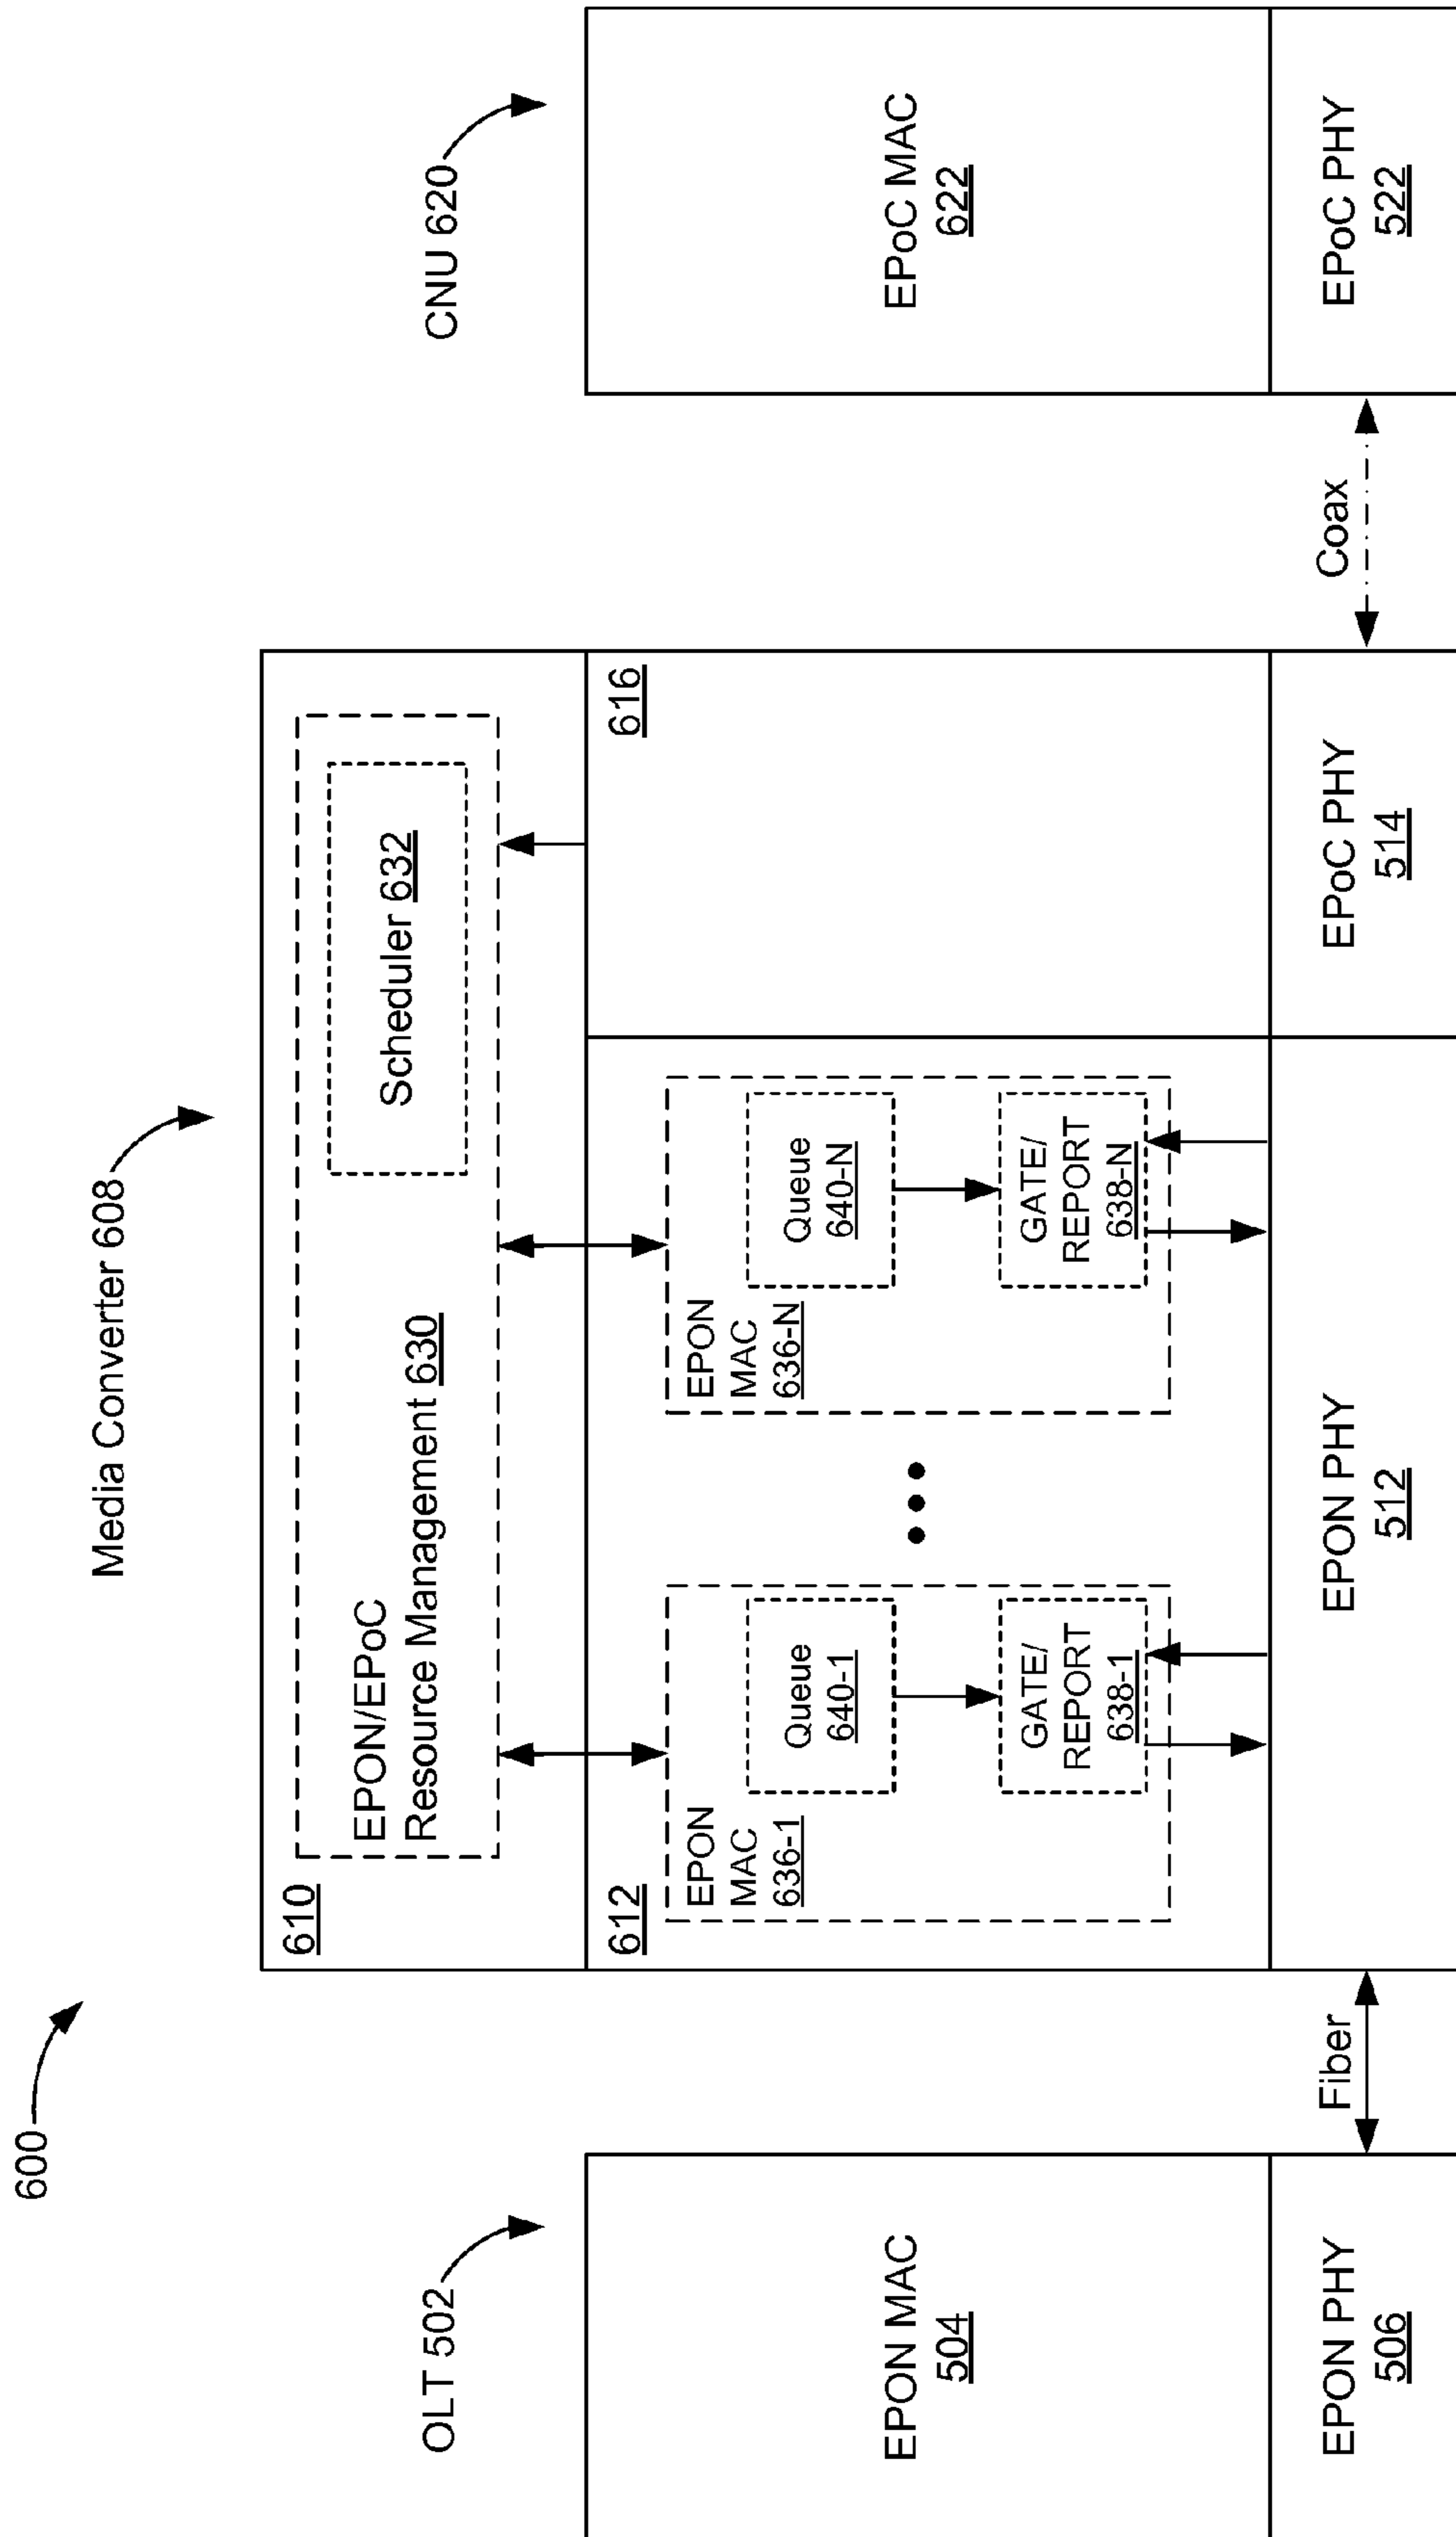 600
Media Converter 608
OLT 502
CNU 620
610
EPON/EPoC
Resource Management 630
Scheduler 632
612
616
EPON MAC
504
EPON
MAC
636-1
Queue
640-1
GATE/
REPORT
638-1
EPON
MAC
636-N
Queue
640-N
GATE/
REPORT
638-N
EPoC MAC
622
EPON PHY
506
Fiber
EPON PHY
512
EPoC PHY
514
Coax
EPoC PHY
522